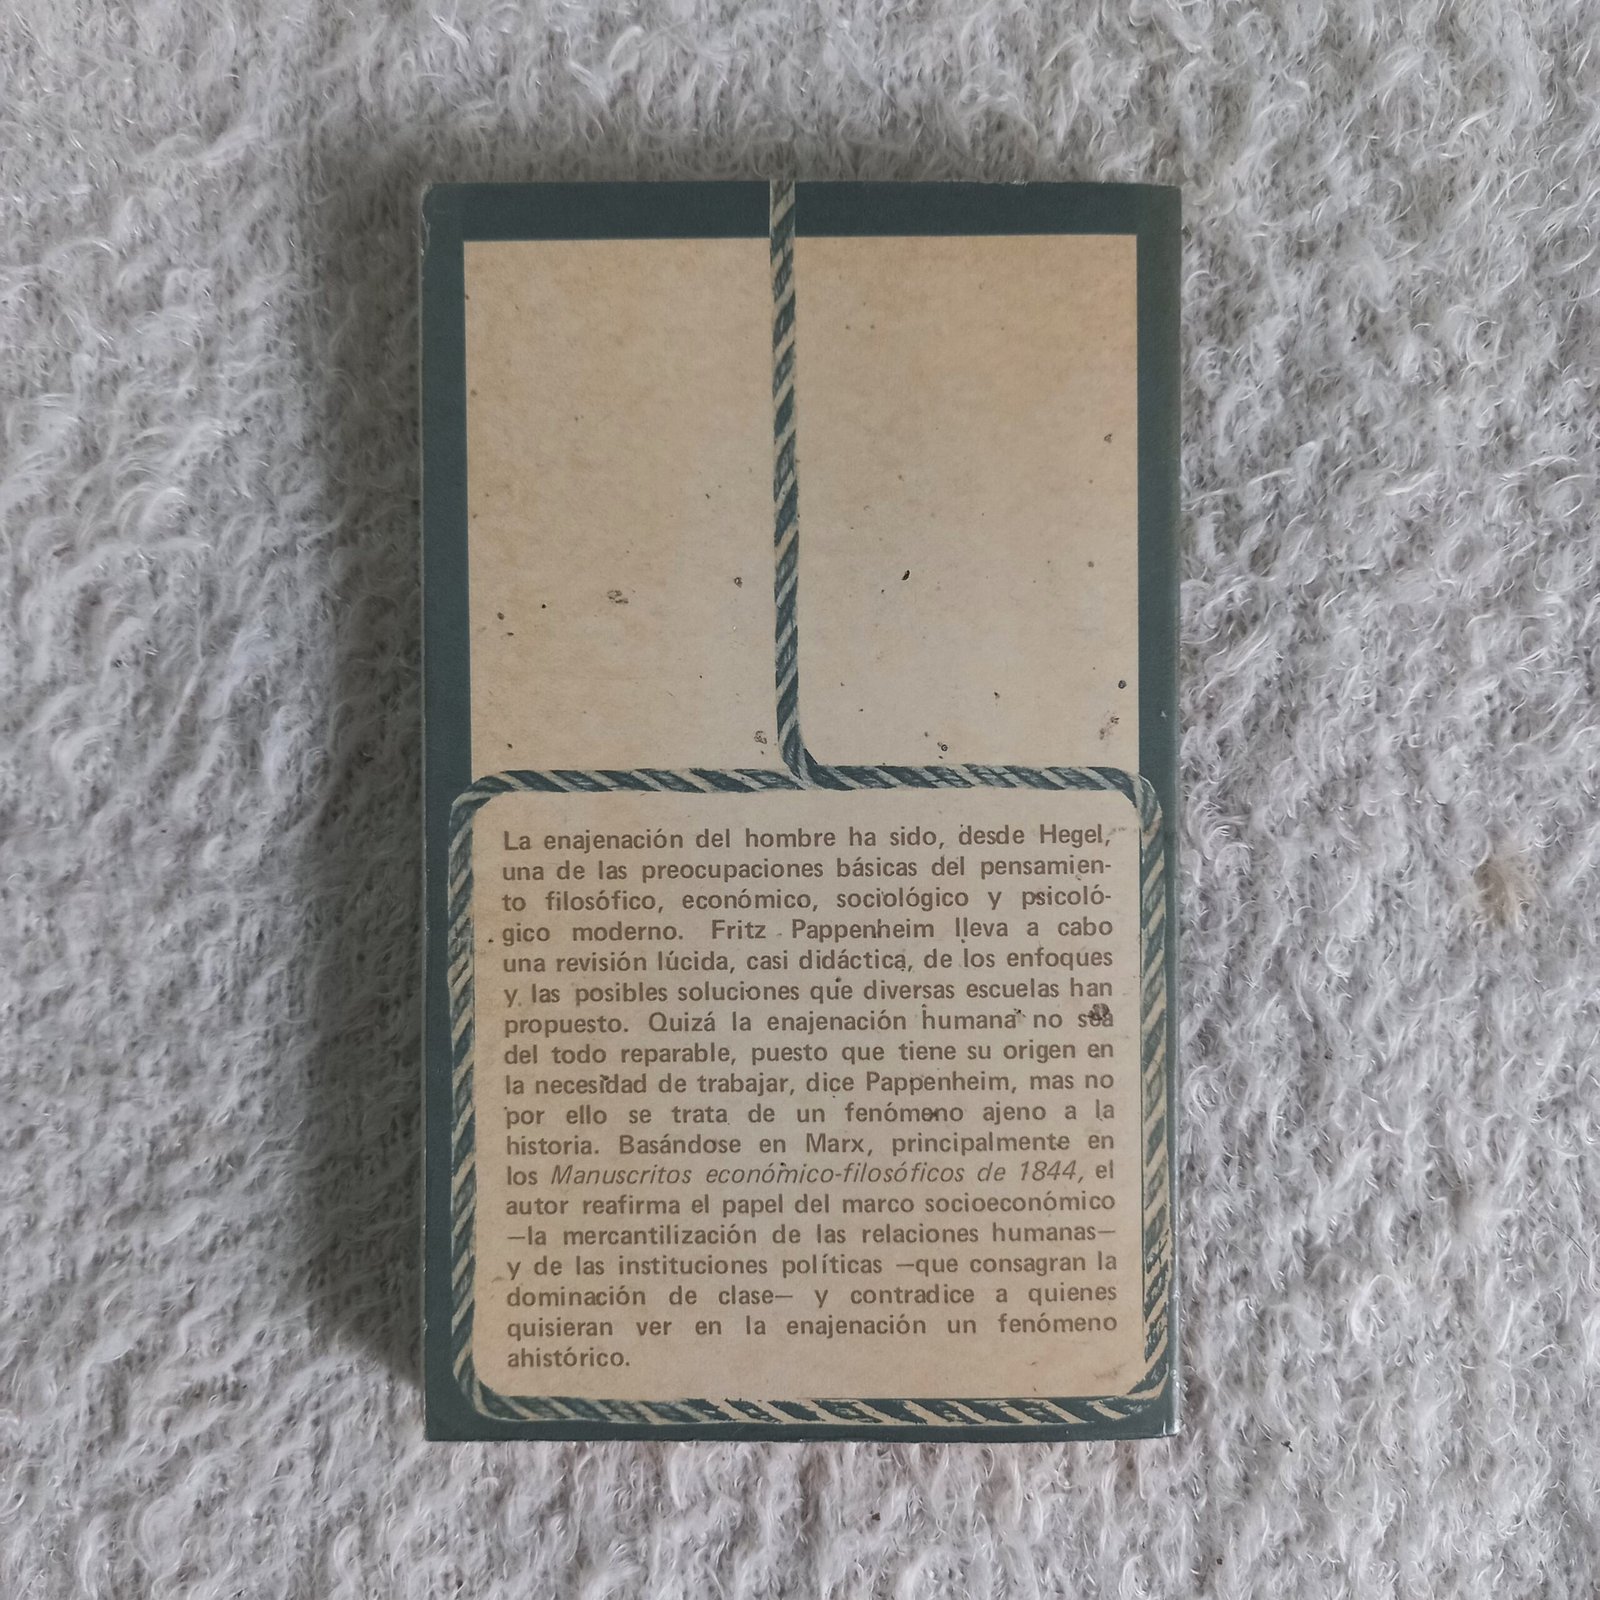 La enajenación del hombre ha sido, desde Hegel,
una de las preocupaciones básicas del pensamien-
to filosófico, económico, sociológico y psicoló-
gico moderno. Fritz Pappenheim lleva a cabo
una revisión lúcida, casi didáctica, de los enfoques
y las posibles soluciones que diversas escuelas han
propuesto. Quizá la enajenación humana no sea
del todo reparable, puesto que tiene su origen en
la necesidad de trabajar, dice Pappenheim, mas no
por ello se trata de un fenómeno ajeno a la
historia. Basándose en Marx, principalmente en
los Manuscritos económico-filosóficos de 1844, el
autor reafirma el papel del marco socioeconómico
—la mercantilización de las relaciones humanas—
y de las instituciones políticas —que consagran la
dominación de clase— y contradice a quienes
quisieran ver en la enajenación un fenómeno
ahistórico.